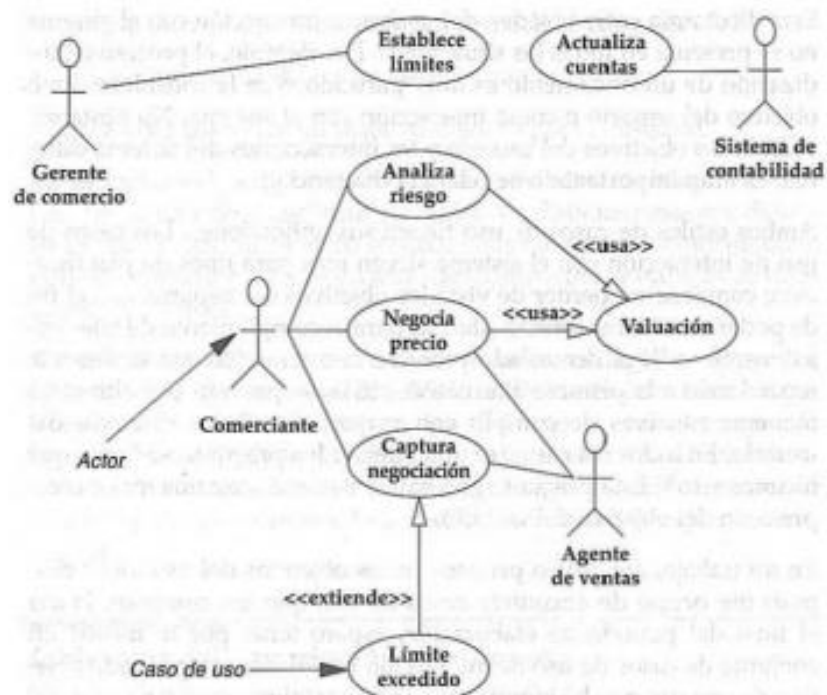 Establece
límites
Actualiza
cuentas
Gerente
de comercio
Sistema de
contabilidad
Analiza
riesgo
<<usa>>
Negocia
precio
<<usa>>
Valuación
Comerciante
Actor
Captura
negociación
Agente
de ventas
<<extiende>>
Caso de uso
Límite
excedido